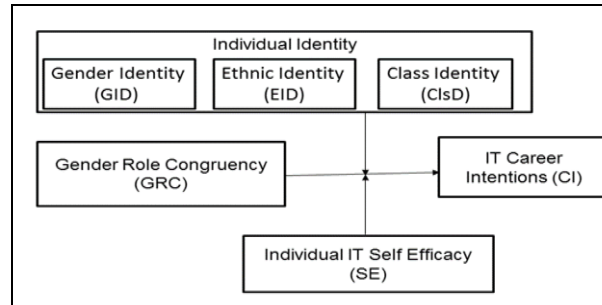 Individual Identity
Gender Identity
(GID)
Ethnic Identity
(EID)
Class Identity
(ClsD)
Gender Role Congruency
(GRC)
IT Career
Intentions (CI)
Individual IT Self Efficacy
(SE)